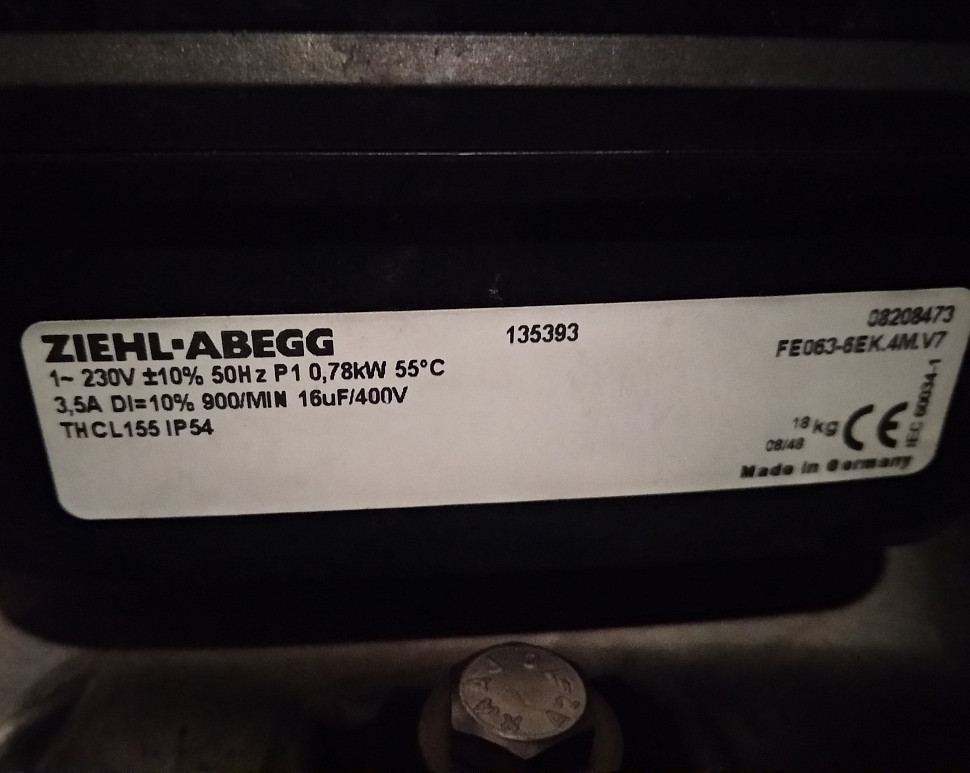 ZIEHL-ABEGG
135393
08208473
1~ 230V ±10% 50Hz P1 0,78kW 55°C
FE063-6EK.4M.V7
3,5A DI=10% 900/MIN 16uF/400V
THCL155 IP54
18 kg
CE
IEC 60034-1
08/48
Made in Germany